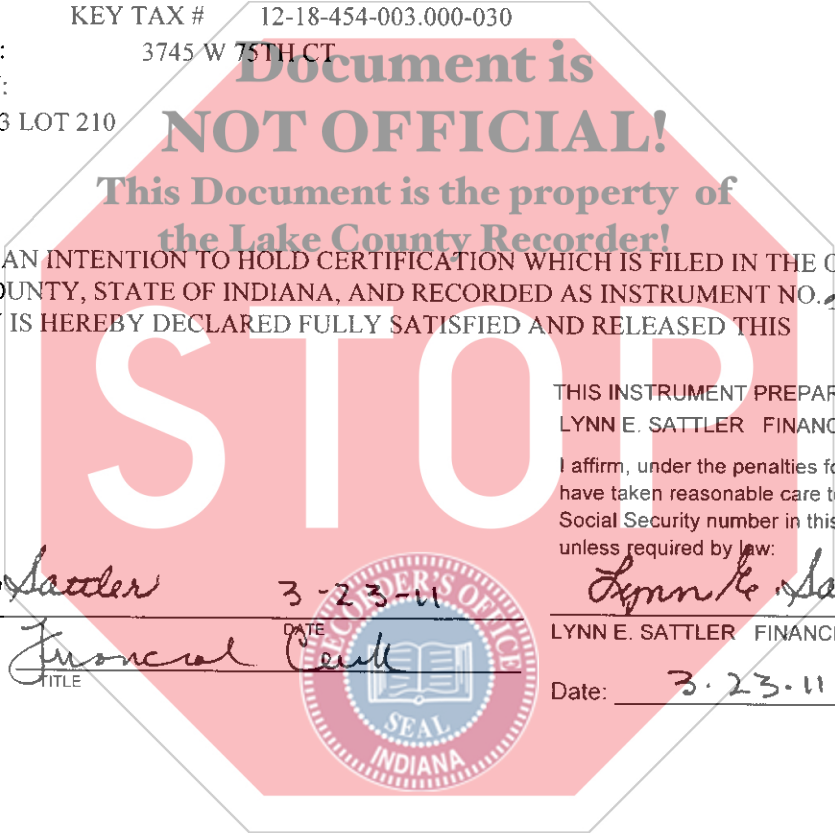 KEY TAX # 12-18-454-003.000-030
: 3745 W 75TH CT
:
3 LOT 210
Document is
NOT OFFICIAL!
This Document is the property of
the Lake County Recorder!
AN INTENTION TO HOLD CERTIFICATION WHICH IS FILED IN THE
OUNTY, STATE OF INDIANA, AND RECORDED AS INSTRUMENT NO.
IS HEREBY DECLARED FULLY SATISFIED AND RELEASED THIS
STOP
THIS INSTRUMENT PREPAR
LYNN E. SATTLER FINANC
I affirm, under the penalties fo
have taken reasonable care t
Social Security number in this
unless required by law:
. Sattler 3-23-11
DATE
Financial Clerk
TITLE
Lynn E. Sa
LYNN E. SATTLER FINANCI
Date: 3.23.11
RECORDER'S OFFICE
SEAL
INDIANA